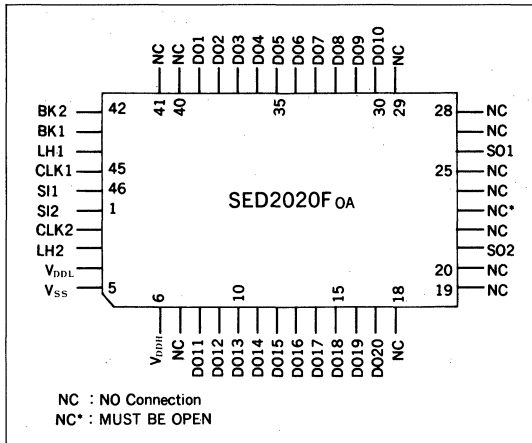 NC NC DO1 DO2 DO3 DO4 DO5 DO6 DO7 DO8 DO9 DO10 NC
41 40 35 30 29
BK2 42 28 NC
BK1 NC
LH1 SO1
CLK1 45 25 NC
SI1 46 NC
SI2 1 NC*
CLK2 NC
LH2 SO2
VDDL 20 NC
VSS 5 19 NC
SED2020F0A
6 10 15 18
VDDH NC DO11 DO12 DO13 DO14 DO15 DO16 DO17 DO18 DO19 DO20 NC
NC : NO Connection
NC* : MUST BE OPEN